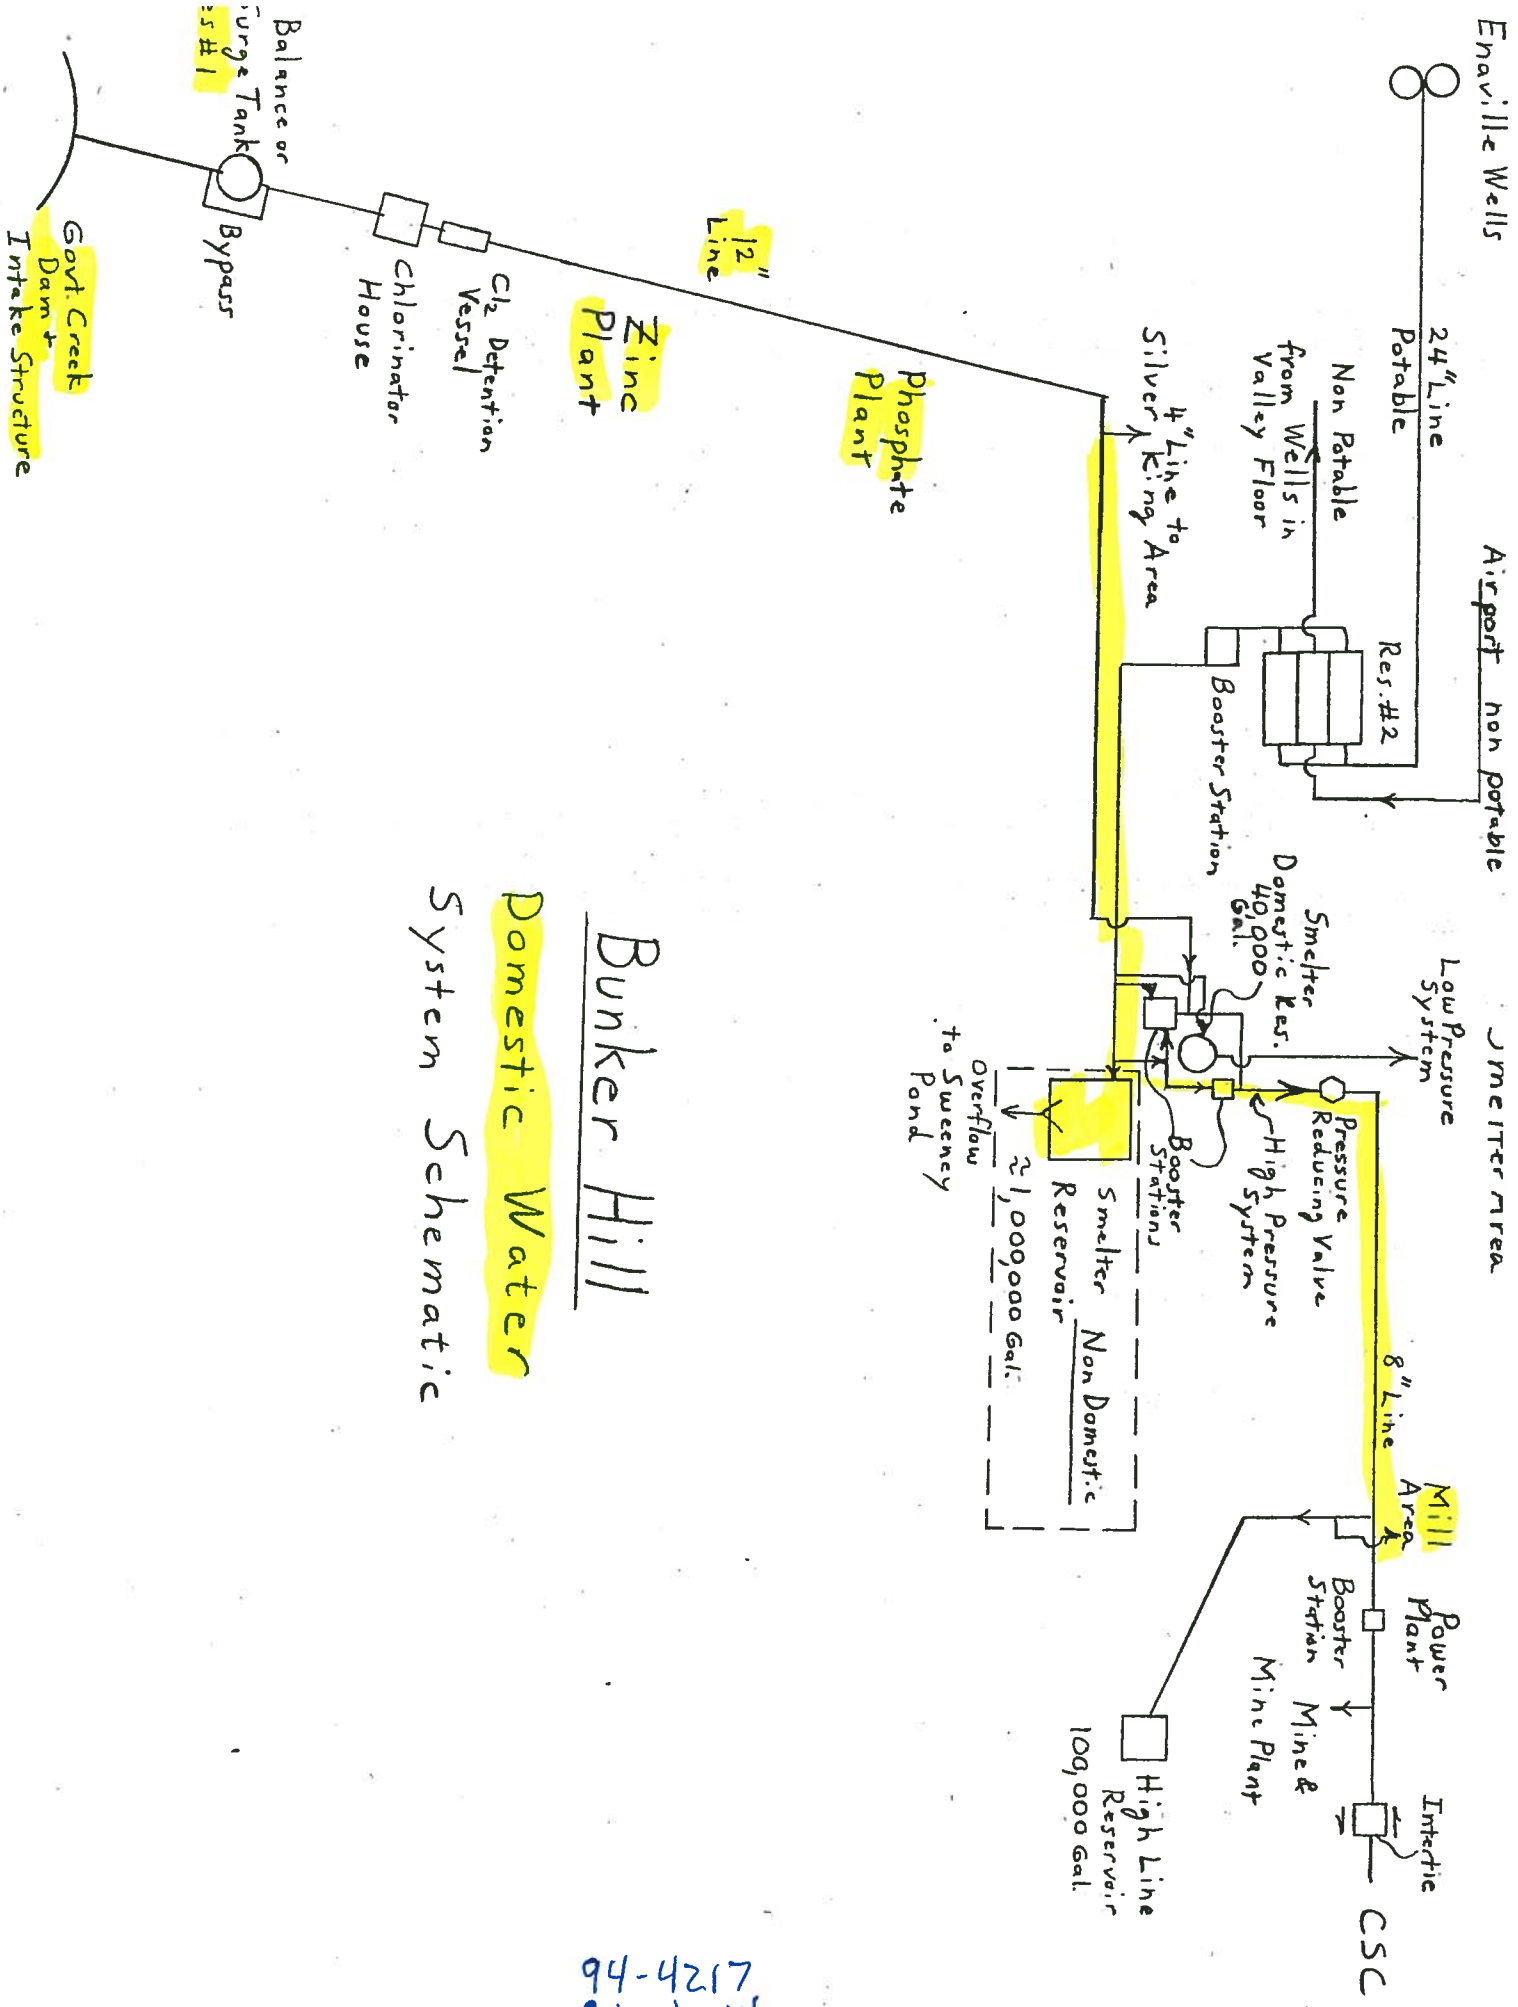 Enaville Wells
24" Line
Potable
Non Potable
from Wells in
Valley Floor
4" Line to
Silver King Area
Airport non potable
Res. #2
Booster Station
Smelter
Domestic Res.
40,000
Gal.
Low Pressure
System
Smelter Area
Pressure
Reducing Valve
High Pressure
System
Booster
Stations
8" Line
Mill
Area
Power
Plant
Booster
Station
Mine &
Mine Plant
Intertie
CSC
High Line
Reservoir
100,000 Gal.
Smelter
Reservoir
Non Domestic
≈1,000,000 Gal.
Overflow
to Sweeney
Pond
Phosphate
Plant
12"
Line
Zinc
Plant
Cl2 Detention
Vessel
Chlorinator
House
Balance or
Surge Tank
es #1
Bypass
Govt. Creek
Dam +
Intake Structure
Bunker Hill
Domestic Water
System Schematic
94-4217